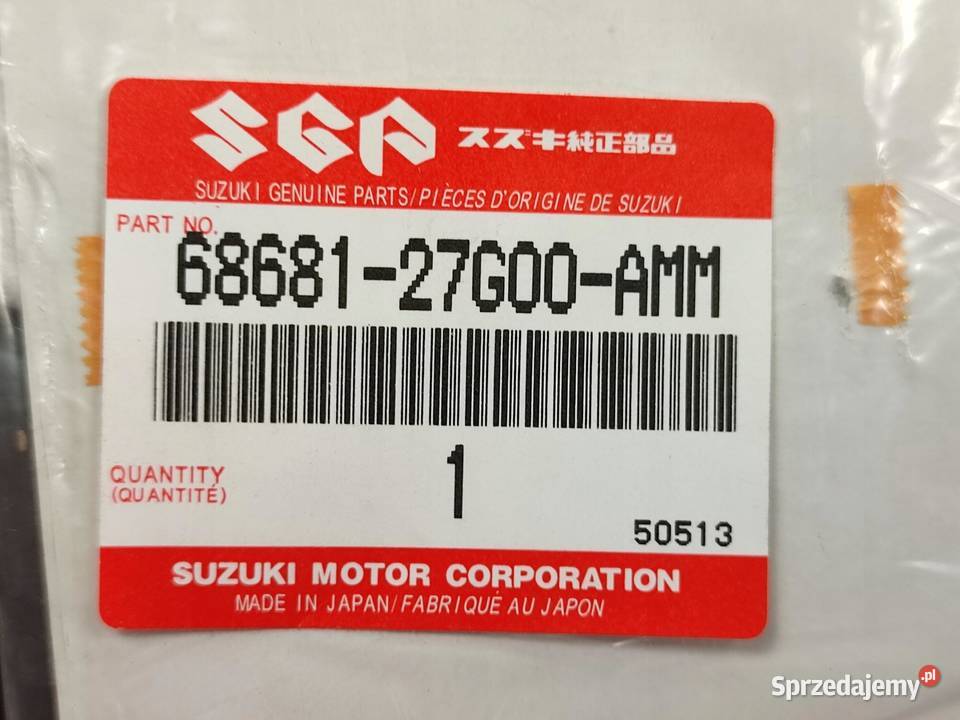 SGP スズキ純正部品
SUZUKI GENUINE PARTS/PIÈCES D'ORIGINE DE SUZUKI
PART NO.
68681-27G00-AMM
QUANTITY
(QUANTITÉ)
1
50513
SUZUKI MOTOR CORPORATION
MADE IN JAPAN/FABRIQUÉ AU JAPON
Sprzedajemy.pl